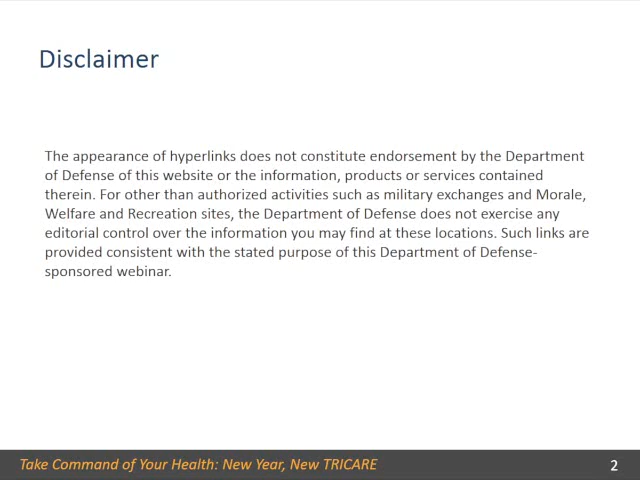 Disclaimer
The appearance of hyperlinks does not constitute endorsement by the Department
of Defense of this website or the information, products or services contained
therein. For other than authorized activities such as military exchanges and Morale,
Welfare and Recreation sites, the Department of Defense does not exercise any
editorial control over the information you may find at these locations. Such links are
provided consistent with the stated purpose of this Department of Defense-
sponsored webinar.
Take Command of Your Health: New Year, New TRICARE
2